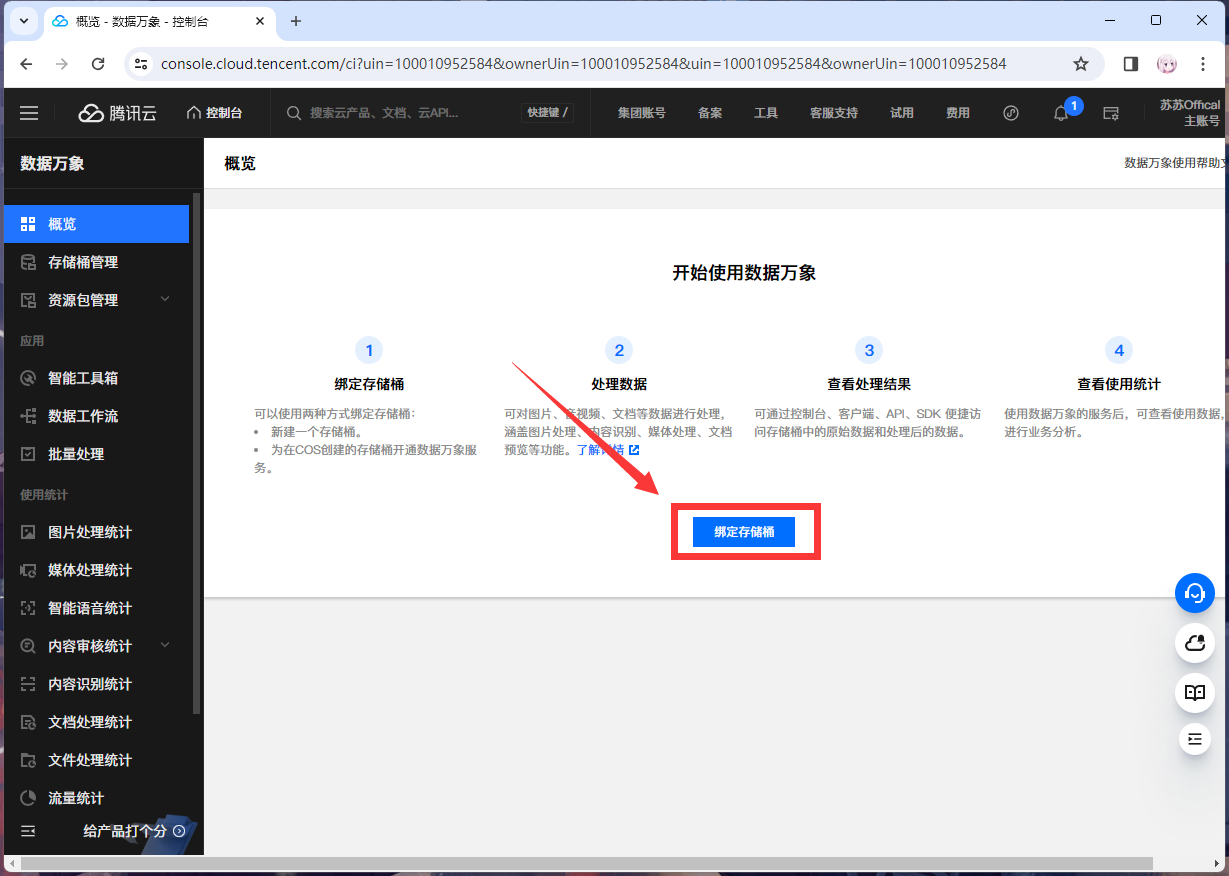 概览 - 数据万象 - 控制台
console.cloud.tencent.com/ci?uin=100010952584&ownerUin=100010952584&uin=100010952584&ownerUin=100010952584
腾讯云
控制台
搜索云产品、文档、云API...
快捷键 /
集团账号
备案
工具
客服支持
试用
费用
1
苏苏Offical
主账号
数据万象
概览
数据万象使用帮助文
概览
存储桶管理
资源包管理
应用
智能工具箱
数据工作流
批量处理
使用统计
图片处理统计
媒体处理统计
智能语音统计
内容审核统计
内容识别统计
文档处理统计
文件处理统计
流量统计
给产品打个分
开始使用数据万象
1
绑定存储桶
可以使用两种方式绑定存储桶：
• 新建一个存储桶。
• 为在COS创建的存储桶开通数据万象服
务。
2
处理数据
可对图片、音视频、文档等数据进行处理，
涵盖图片处理、内容识别、媒体处理、文档
预览等功能。了解详情
3
查看处理结果
可通过控制台、客户端、API、SDK 便捷访
问存储桶中的原始数据和处理后的数据。
4
查看使用统计
使用数据万象的服务后，可查看使用数据，
进行业务分析。
绑定存储桶